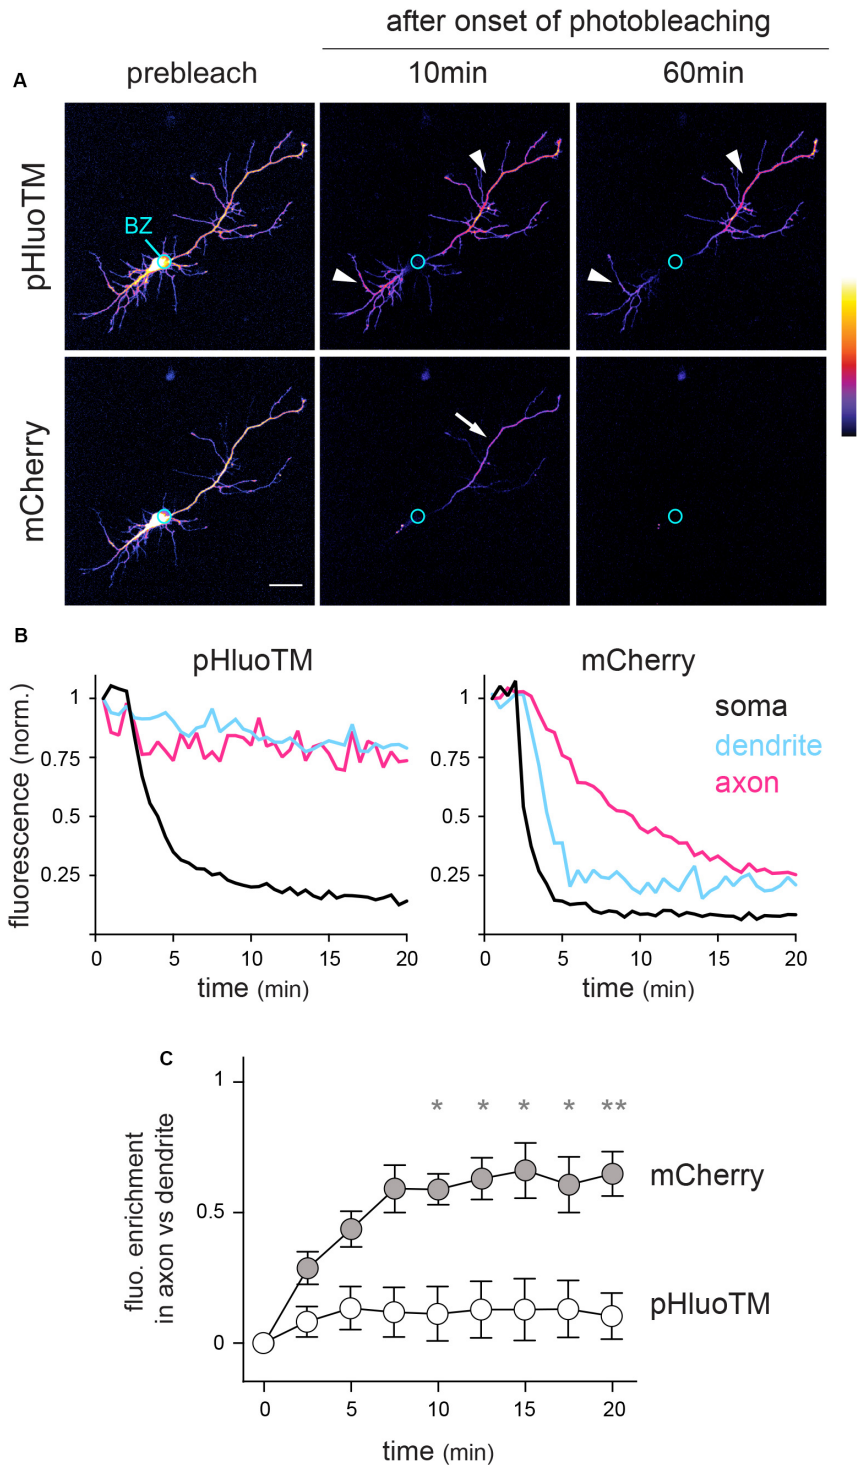 after onset of photobleaching
A
prebleach
10min
60min
pHluoTM
BZ
mCherry
B
pHluoTM
mCherry
fluorescence (norm.)
1
0.75
0.5
0.25
0
5
10
15
20
time (min)
1
0.75
0.5
0.25
0
5
10
15
20
time (min)
soma
dendrite
axon
C
fluo. enrichment
in axon vs dendrite
1
0.5
0
* * * * **
mCherry
pHluoTM
0
5
10
15
20
time (min)